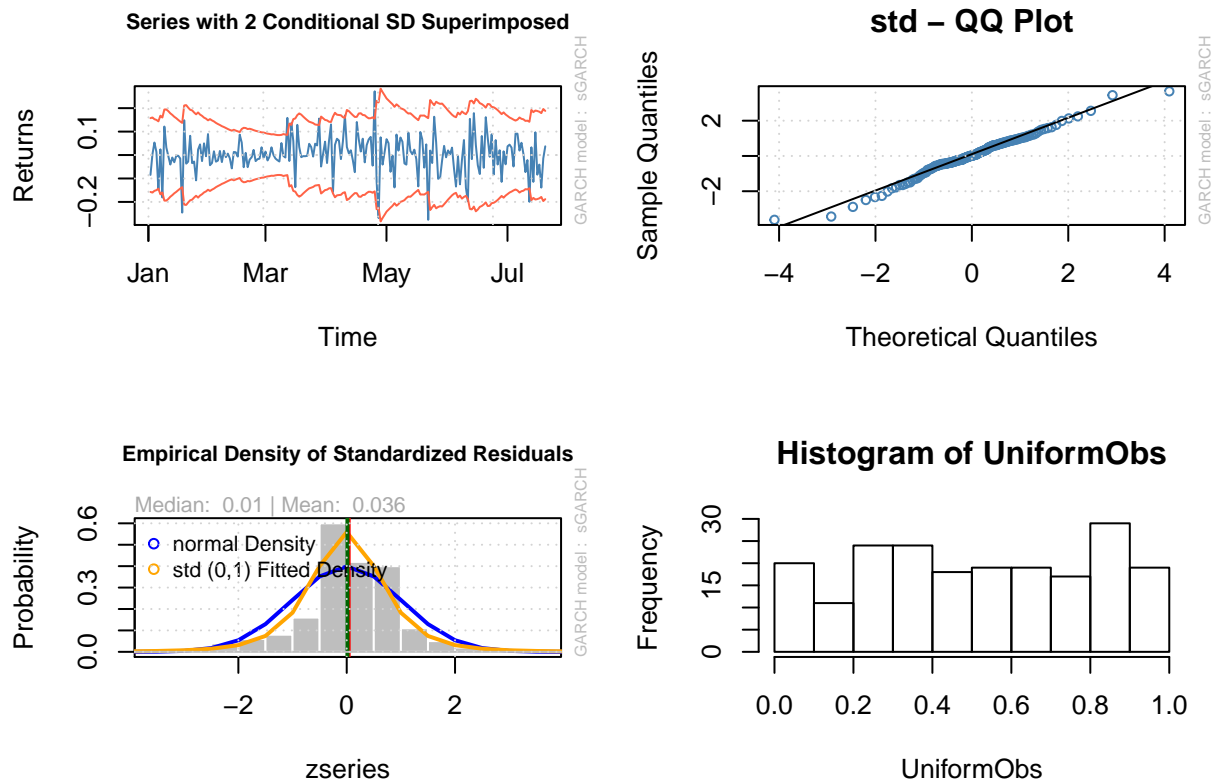 Series with 2 Conditional SD Superimposed
Returns
0.1
−0.2
Jan
Mar
May
Jul
Time
GARCH model : sGARCH
std − QQ Plot
Sample Quantiles
2
−2
−4
−2
0
2
4
Theoretical Quantiles
GARCH model : sGARCH
Empirical Density of Standardized Residuals
Median: 0.01 | Mean: 0.036
Probability
0.6
0.3
0.0
normal Density
std (0,1) Fitted Density
−2
0
2
zseries
GARCH model : sGARCH
Histogram of UniformObs
Frequency
30
15
0
0.0
0.2
0.4
0.6
0.8
1.0
UniformObs